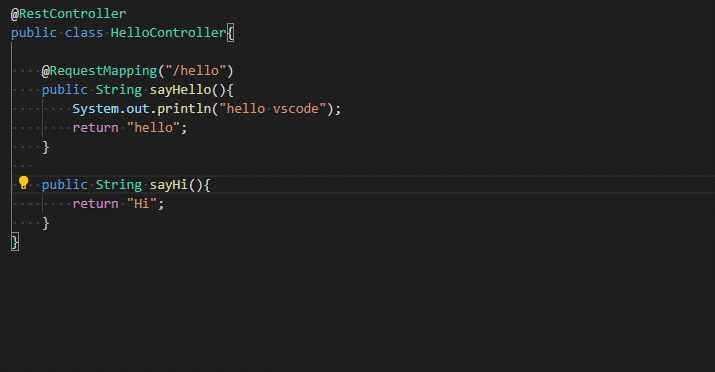 @RestController
public class HelloController{
@RequestMapping("/hello")
public String sayHello(){
System.out.println("hello vscode");
return "hello";
}
public String sayHi(){
return "Hi";
}
}